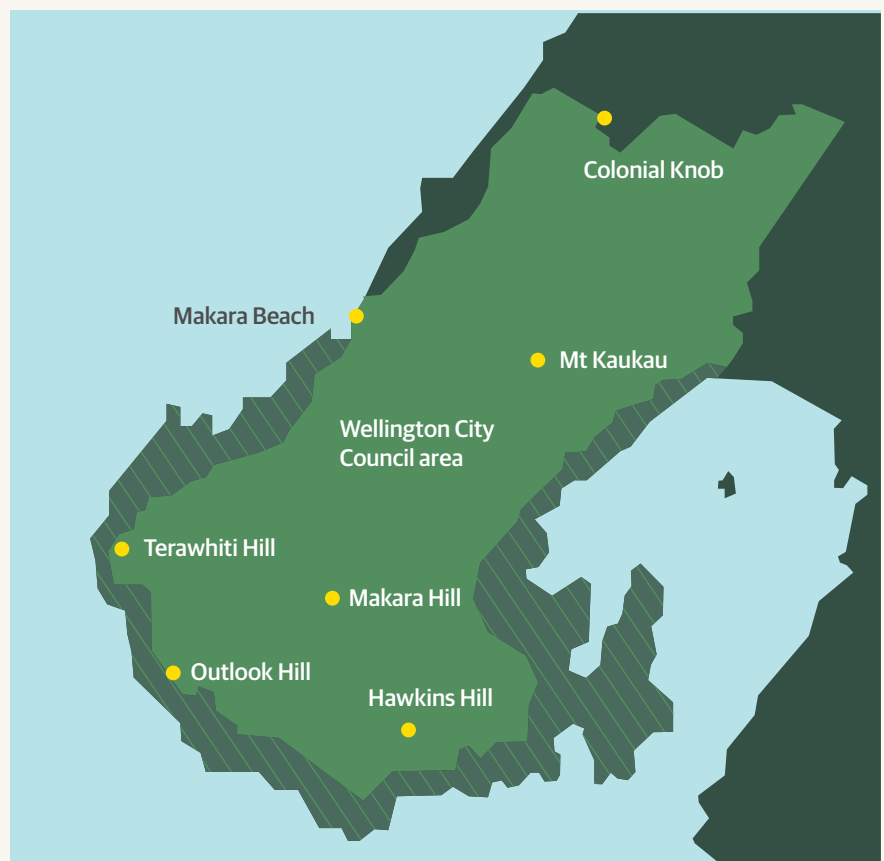 Colonial Knob
Makara Beach
Mt Kaukau
Wellington City
Council area
Terawhiti Hill
Makara Hill
Outlook Hill
Hawkins Hill